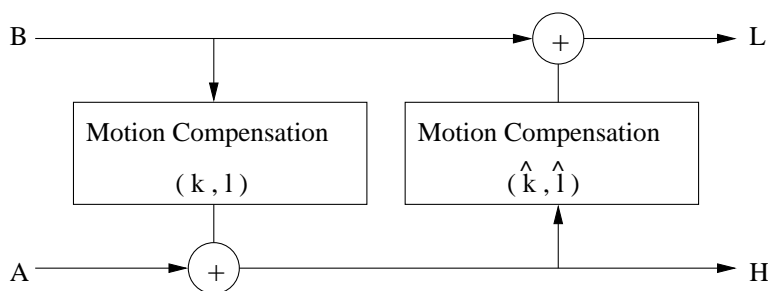 B
+
L
Motion Compensation
( k , l )
Motion Compensation
( k̂ , l̂ )
A
+
H